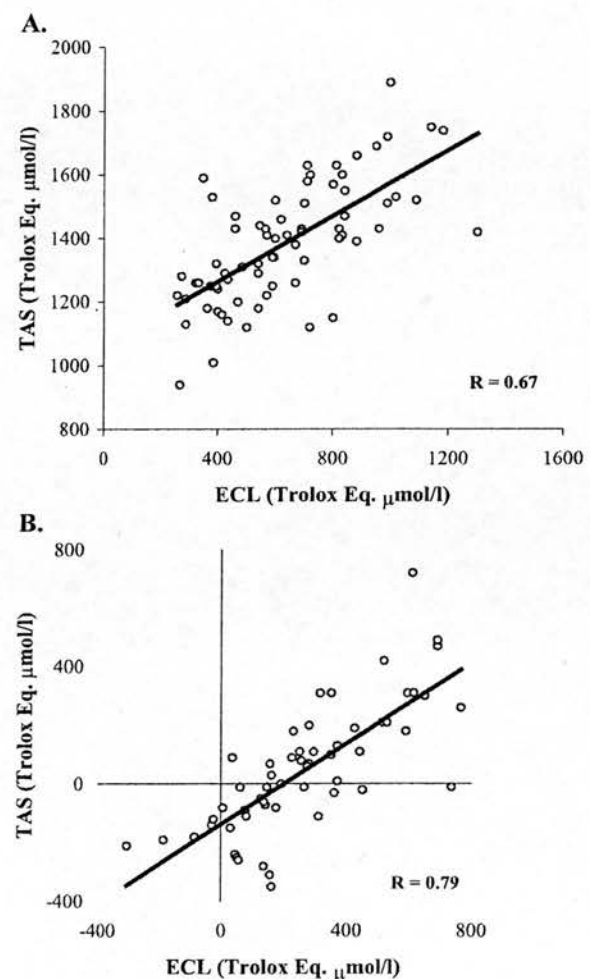 A.
2000
1800
1600
1400
1200
1000
800
TAS (Trolox Eq. μmol/l)
R = 0.67
0
400
800
1200
1600
ECL (Trolox Eq. μmol/l)
B.
800
400
0
-400
TAS (Trolox Eq. μmol/l)
R = 0.79
-400
0
400
800
ECL (Trolox Eq. μmol/l)